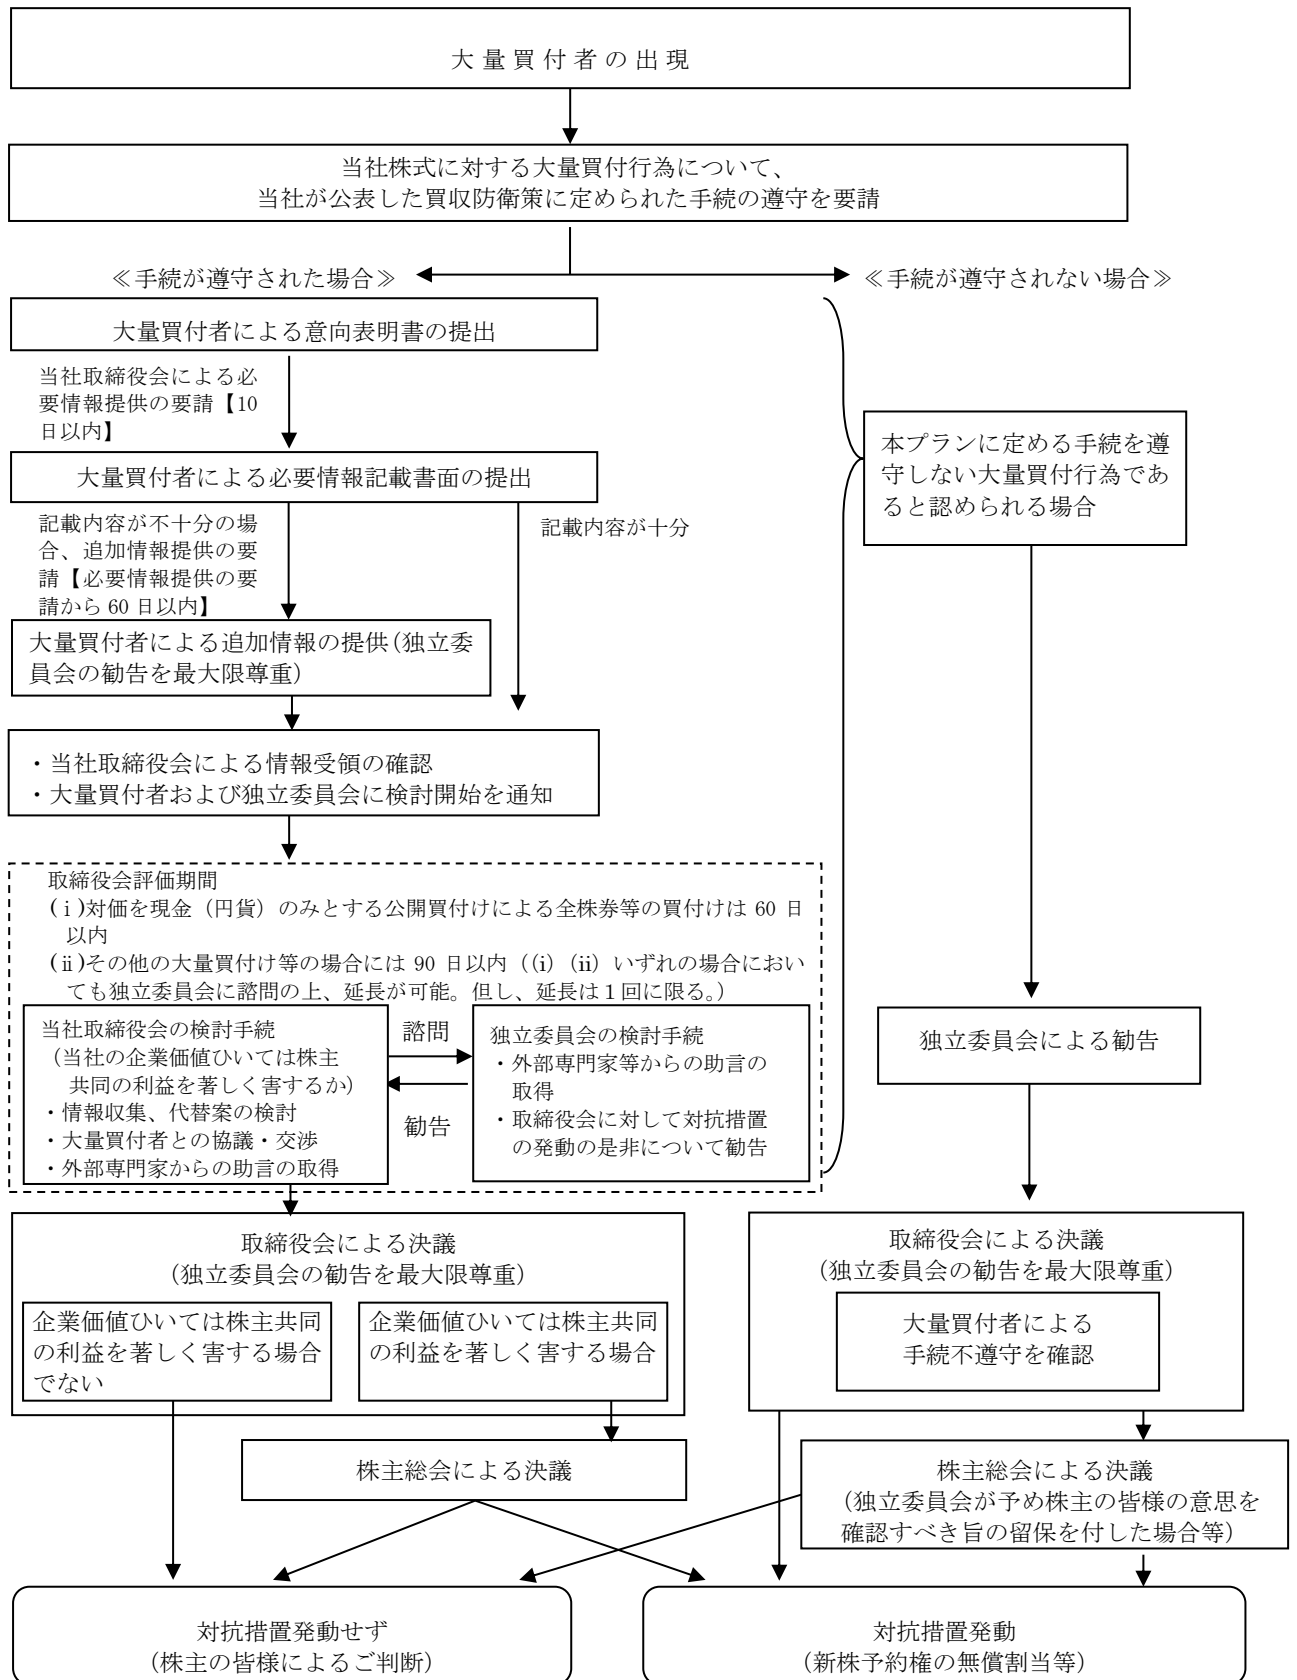 大量買付者の出現
当社株式に対する大量買付行為について、
当社が公表した買収防衛策に定められた手続の遵守を要請
≪手続が遵守された場合≫
≪手続が遵守されない場合≫
大量買付者による意向表明書の提出
当社取締役会による必
要情報提供の要請【10
日以内】
大量買付者による必要情報記載書面の提出
記載内容が不十分の場
合、追加情報提供の要
請【必要情報提供の要
請から 60 日以内】
記載内容が十分
大量買付者による追加情報の提供(独立委
員会の勧告を最大限尊重)
・当社取締役会による情報受領の確認
・大量買付者および独立委員会に検討開始を通知
取締役会評価期間
(ⅰ)対価を現金（円貨）のみとする公開買付けによる全株券等の買付けは 60 日
以内
(ⅱ)その他の大量買付け等の場合には 90 日以内（(ⅰ)（ⅱ）いずれの場合におい
ても独立委員会に諮問の上、延長が可能。但し、延長は１回に限る。）
当社取締役会の検討手続
（当社の企業価値ひいては株主
共同の利益を著しく害するか）
・情報収集、代替案の検討
・大量買付者との協議・交渉
・外部専門家からの助言の取得
諮問
勧告
独立委員会の検討手続
・外部専門家等からの助言の
取得
・取締役会に対して対抗措置
の発動の是非について勧告
本プランに定める手続を遵
守しない大量買付行為であ
ると認められる場合
独立委員会による勧告
取締役会による決議
（独立委員会の勧告を最大限尊重）
企業価値ひいては株主共同
の利益を著しく害する場合
でない
企業価値ひいては株主共同
の利益を著しく害する場合
取締役会による決議
（独立委員会の勧告を最大限尊重）
大量買付者による
手続不遵守を確認
株主総会による決議
株主総会による決議
（独立委員会が予め株主の皆様の意思を
確認すべき旨の留保を付した場合等）
対抗措置発動せず
（株主の皆様によるご判断）
対抗措置発動
（新株予約権の無償割当等）